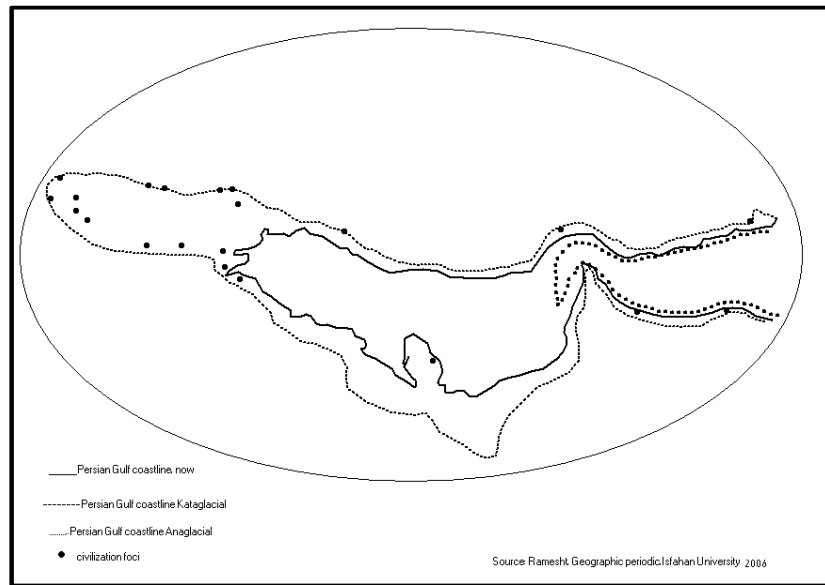 Persian Gulf coastline, now
Persian Gulf coastline Kataglacial
Persian Gulf coastline Anaglacial
civilization foci
Source: Ramesht, Geographic periodic, Isfahan University 2006